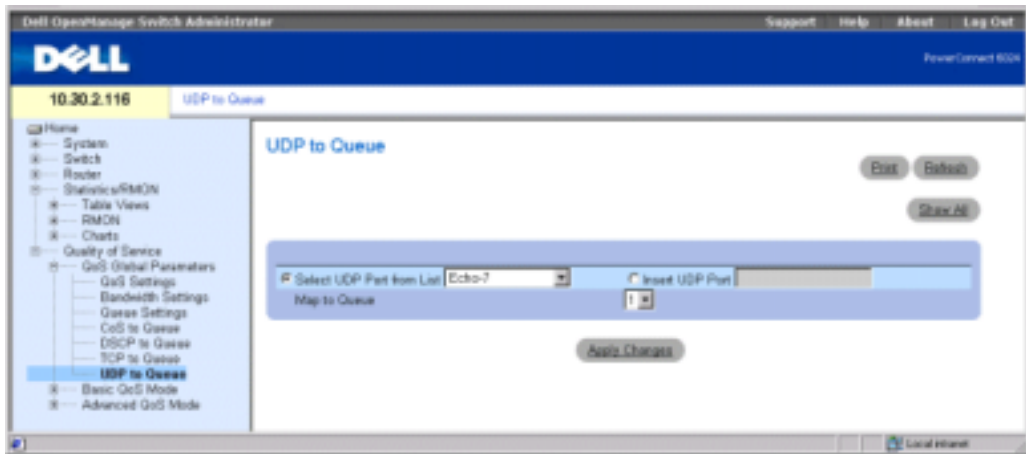 Dell OpenManage Switch Administrator
Support Help About Log Out
DELL
PowerConnect 6024
10.30.2.116
UDP to Queue
Home
System
Switch
Router
Statistics/RMON
Table Views
RMON
Charts
Quality of Service
QoS Global Parameters
QoS Settings
Bandwidth Settings
Queue Settings
CoS to Queue
DSCP to Queue
TCP to Queue
UDP to Queue
Basic QoS Mode
Advanced QoS Mode
UDP to Queue
Print Refresh
Show All
Select UDP Port from List Echo-7 Insert UDP Port
Map to Queue 1
Apply Changes
Local intranet